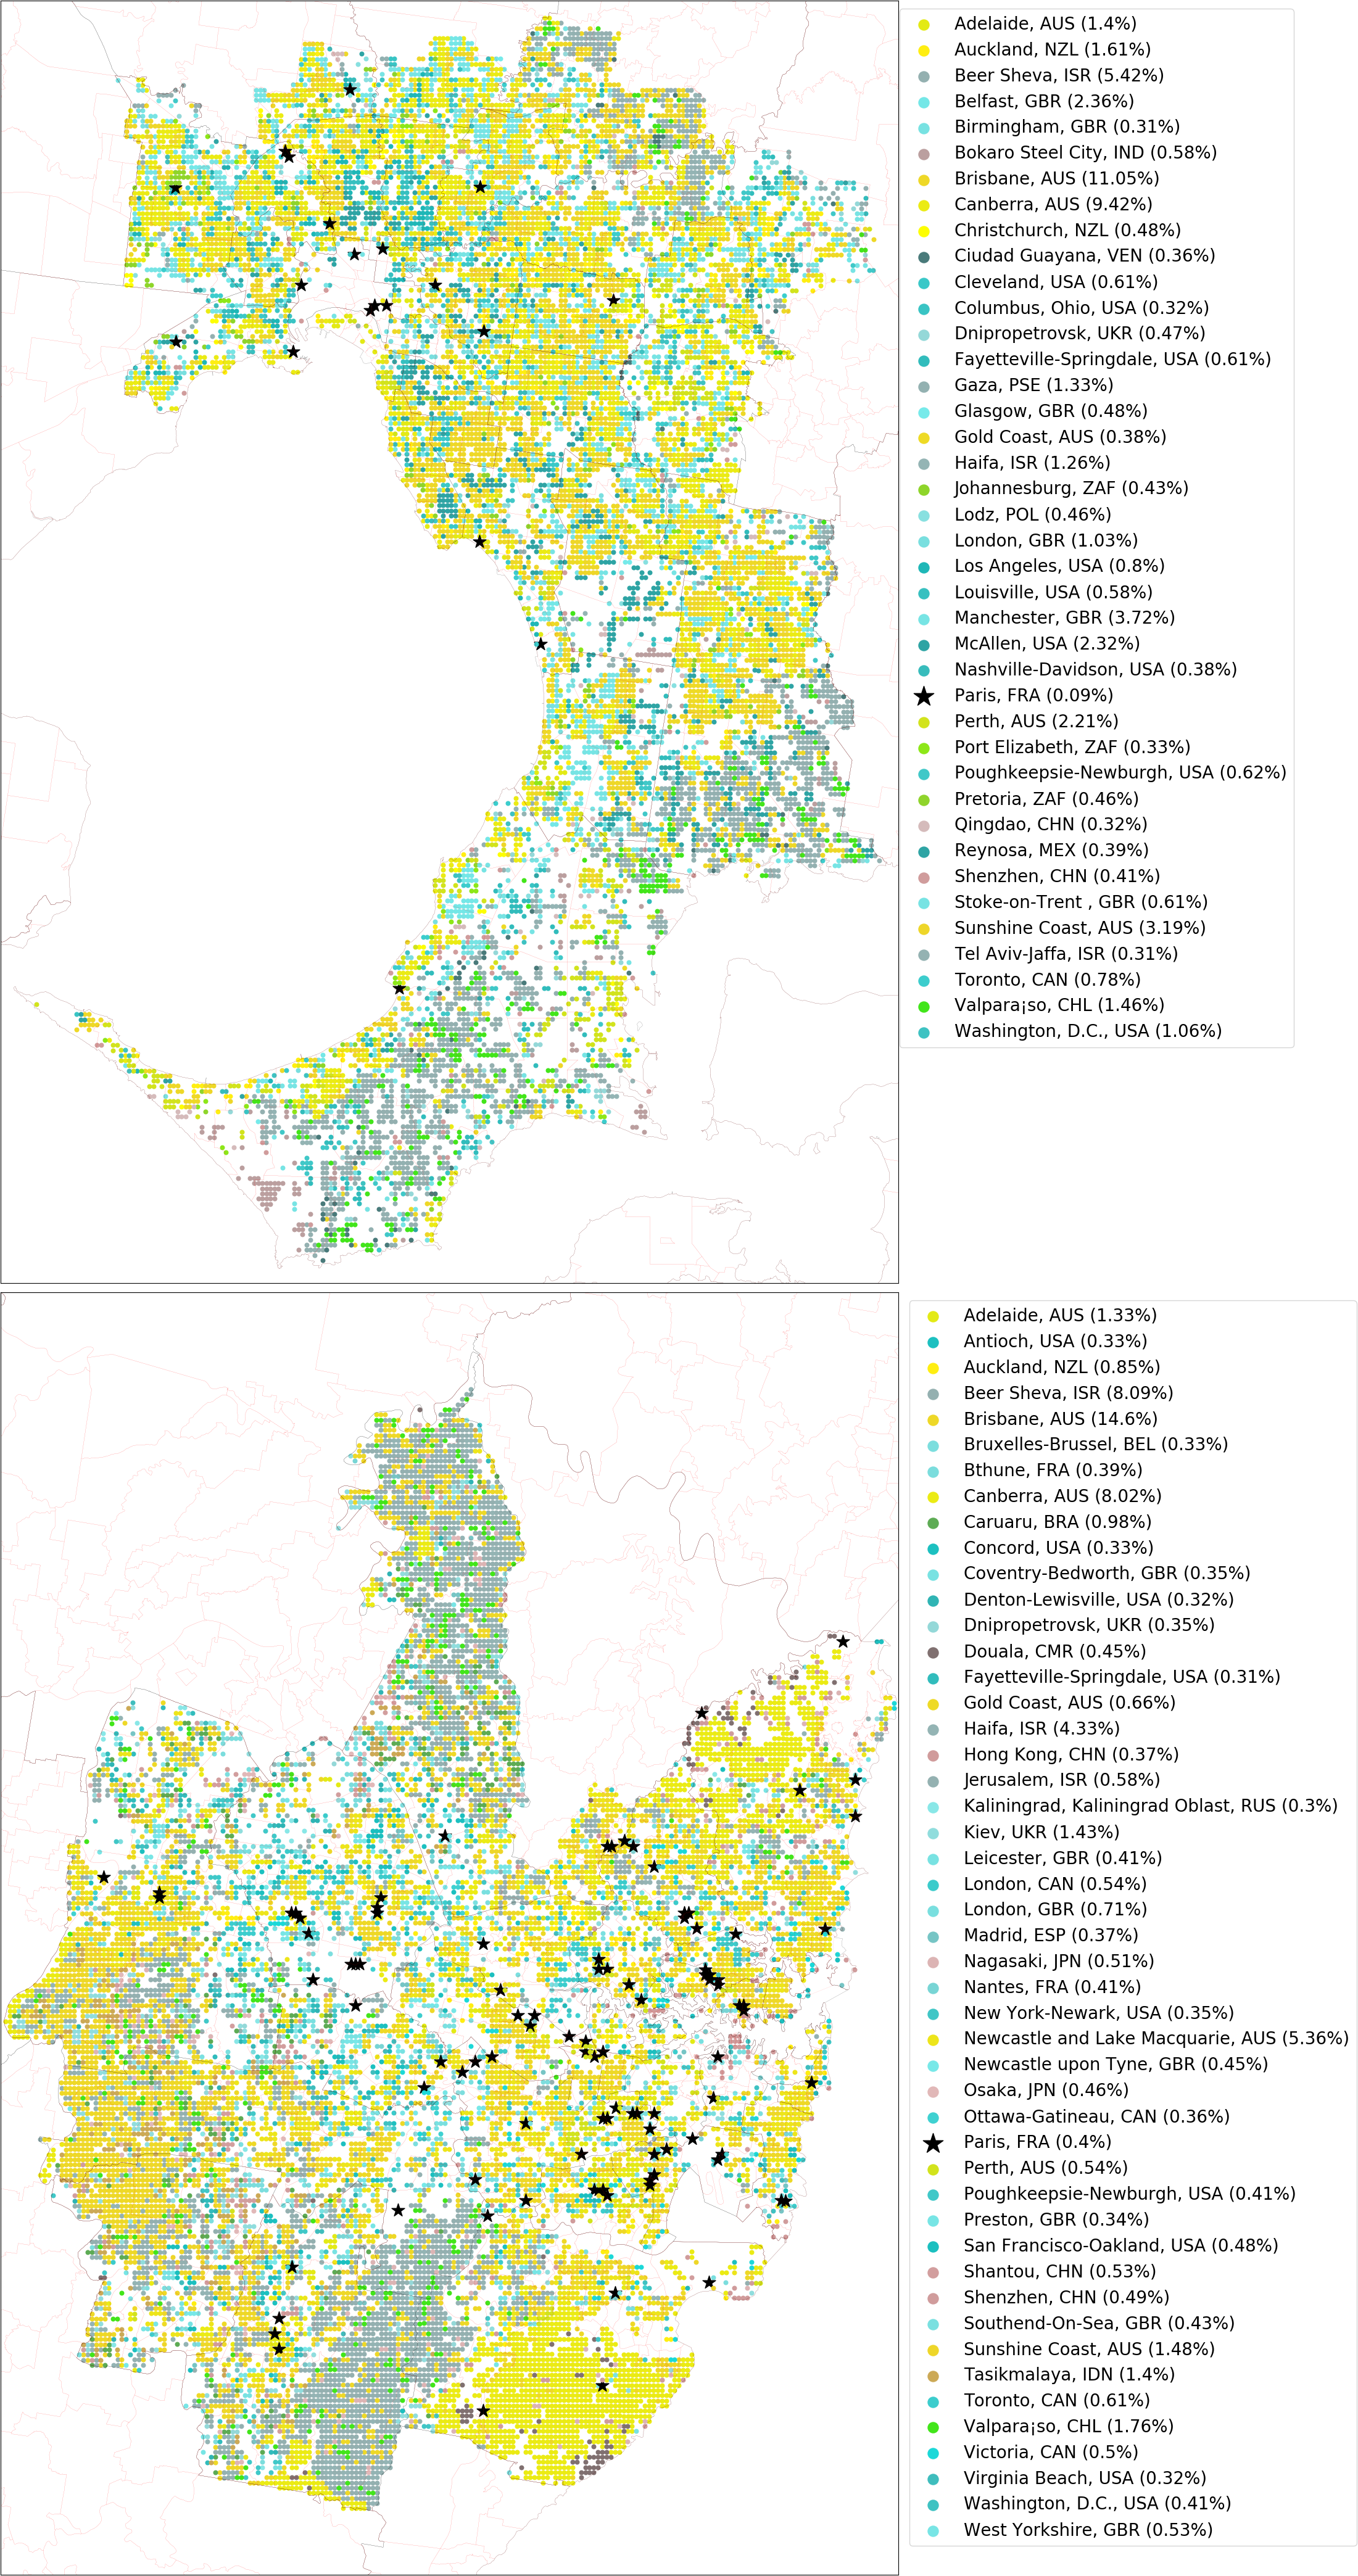 Adelaide, AUS (1.4%)
Auckland, NZL (1.61%)
Beer Sheva, ISR (5.42%)
Belfast, GBR (2.36%)
Birmingham, GBR (0.31%)
Bokaro Steel City, IND (0.58%)
Brisbane, AUS (11.05%)
Canberra, AUS (9.42%)
Christchurch, NZL (0.48%)
Ciudad Guayana, VEN (0.36%)
Cleveland, USA (0.61%)
Columbus, Ohio, USA (0.32%)
Dnipropetrovsk, UKR (0.47%)
Fayetteville-Springdale, USA (0.61%)
Gaza, PSE (1.33%)
Glasgow, GBR (0.48%)
Gold Coast, AUS (0.38%)
Haifa, ISR (1.26%)
Johannesburg, ZAF (0.43%)
Lodz, POL (0.46%)
London, GBR (1.03%)
Los Angeles, USA (0.8%)
Louisville, USA (0.58%)
Manchester, GBR (3.72%)
McAllen, USA (2.32%)
Nashville-Davidson, USA (0.38%)
Paris, FRA (0.09%)
Perth, AUS (2.21%)
Port Elizabeth, ZAF (0.33%)
Poughkeepsie-Newburgh, USA (0.62%)
Pretoria, ZAF (0.46%)
Qingdao, CHN (0.32%)
Reynosa, MEX (0.39%)
Shenzhen, CHN (0.41%)
Stoke-on-Trent , GBR (0.61%)
Sunshine Coast, AUS (3.19%)
Tel Aviv-Jaffa, ISR (0.31%)
Toronto, CAN (0.78%)
Valpara¡so, CHL (1.46%)
Washington, D.C., USA (1.06%)
Adelaide, AUS (1.33%)
Antioch, USA (0.33%)
Auckland, NZL (0.85%)
Beer Sheva, ISR (8.09%)
Brisbane, AUS (14.6%)
Bruxelles-Brussel, BEL (0.33%)
Bthune, FRA (0.39%)
Canberra, AUS (8.02%)
Caruaru, BRA (0.98%)
Concord, USA (0.33%)
Coventry-Bedworth, GBR (0.35%)
Denton-Lewisville, USA (0.32%)
Dnipropetrovsk, UKR (0.35%)
Douala, CMR (0.45%)
Fayetteville-Springdale, USA (0.31%)
Gold Coast, AUS (0.66%)
Haifa, ISR (4.33%)
Hong Kong, CHN (0.37%)
Jerusalem, ISR (0.58%)
Kaliningrad, Kaliningrad Oblast, RUS (0.3%)
Kiev, UKR (1.43%)
Leicester, GBR (0.41%)
London, CAN (0.54%)
London, GBR (0.71%)
Madrid, ESP (0.37%)
Nagasaki, JPN (0.51%)
Nantes, FRA (0.41%)
New York-Newark, USA (0.35%)
Newcastle and Lake Macquarie, AUS (5.36%)
Newcastle upon Tyne, GBR (0.45%)
Osaka, JPN (0.46%)
Ottawa-Gatineau, CAN (0.36%)
Paris, FRA (0.4%)
Perth, AUS (0.54%)
Poughkeepsie-Newburgh, USA (0.41%)
Preston, GBR (0.34%)
San Francisco-Oakland, USA (0.48%)
Shantou, CHN (0.53%)
Shenzhen, CHN (0.49%)
Southend-On-Sea, GBR (0.43%)
Sunshine Coast, AUS (1.48%)
Tasikmalaya, IDN (1.4%)
Toronto, CAN (0.61%)
Valpara¡so, CHL (1.76%)
Victoria, CAN (0.5%)
Virginia Beach, USA (0.32%)
Washington, D.C., USA (0.41%)
West Yorkshire, GBR (0.53%)